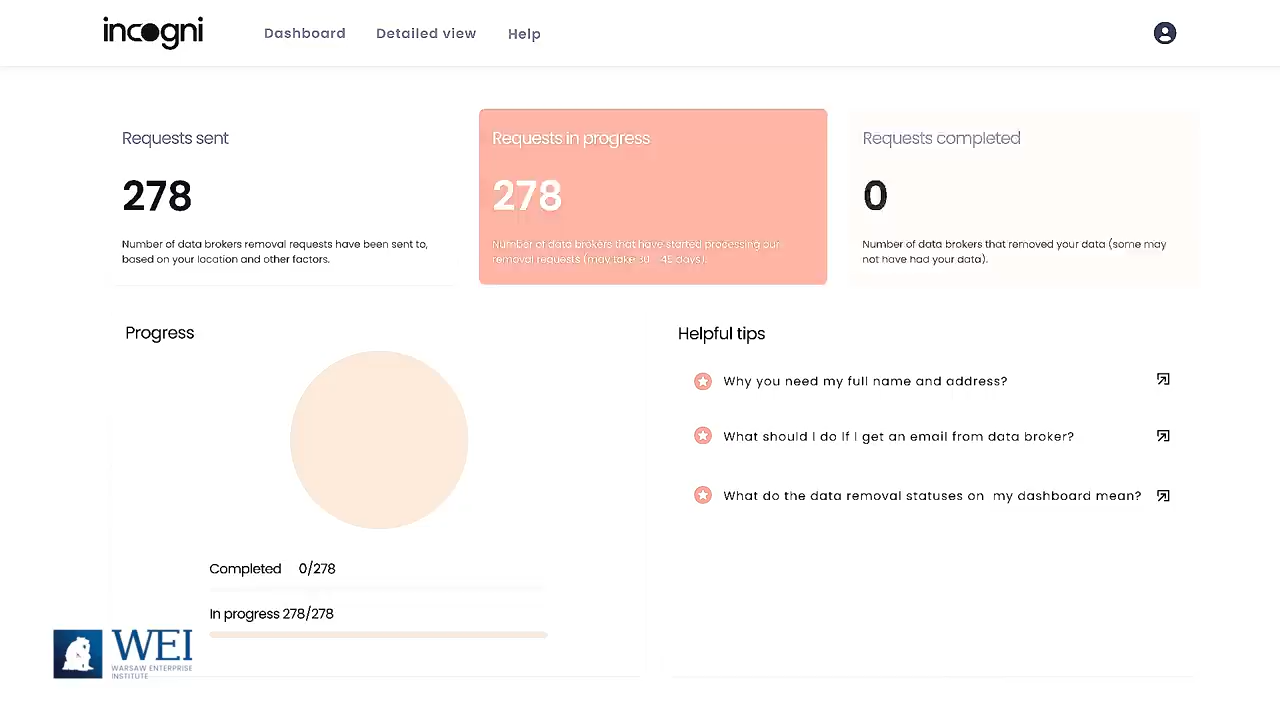 incogni
Dashboard
Detailed view
Help
Requests sent
278
Number of data brokers removal requests have been sent to,
based on your location and other factors.
Requests in progress
278
Number of data brokers that have started processing our
removal requests (may take 30 - 45 days).
Requests completed
0
Number of data brokers that removed your data (some may
not have had your data).
Progress
Completed 0/278
In progress 278/278
Helpful tips
Why you need my full name and address?
What should I do If I get an email from data broker?
What do the data removal statuses on my dashboard mean?
WEI
WARSAW ENTERPRISE
INSTITUTE